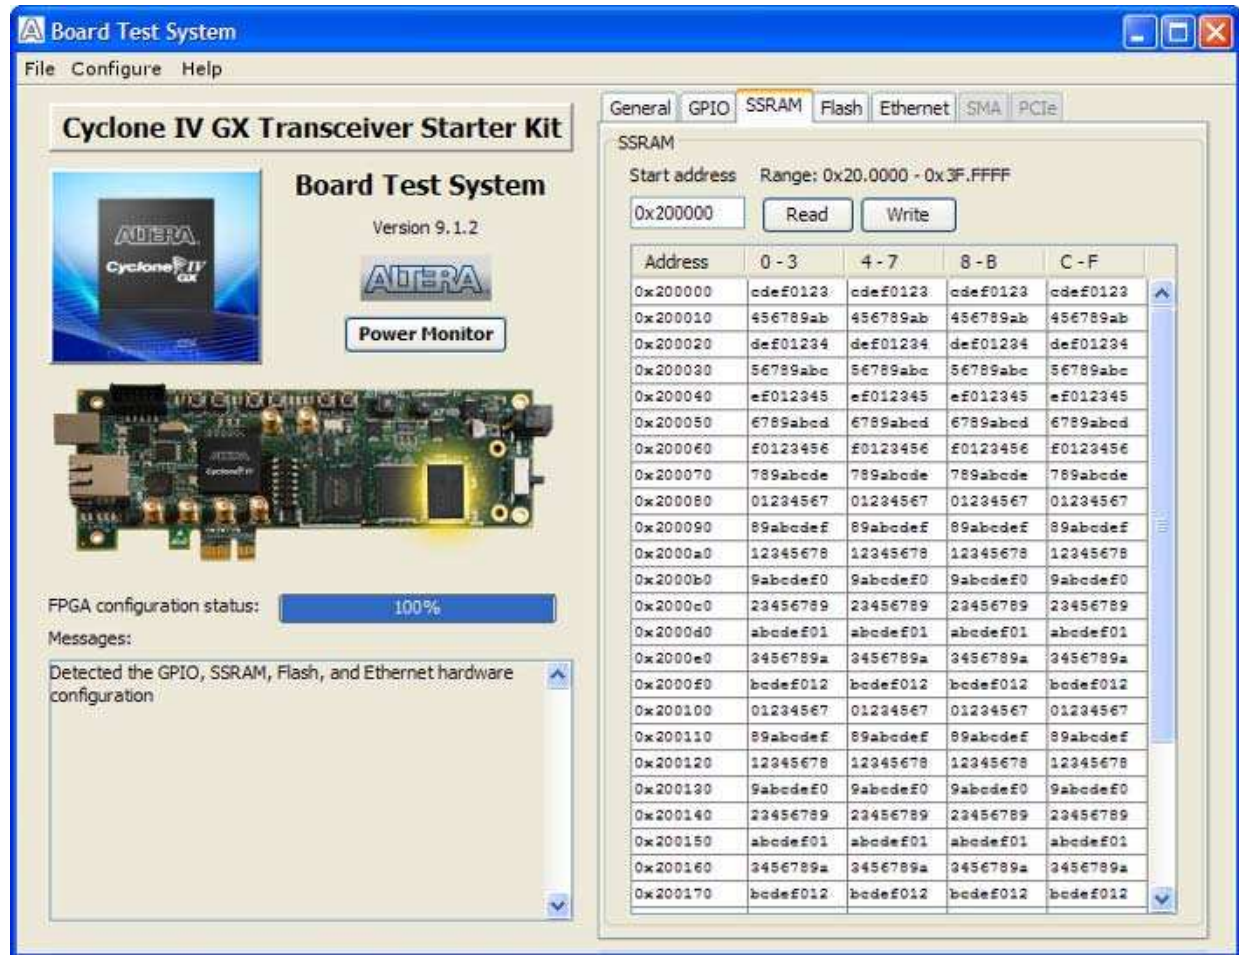 Board Test System
File Configure Help
Cyclone IV GX Transceiver Starter Kit
ALTERA
Cyclone IV
GX
Board Test System
Version 9.1.2
ALTERA
Power Monitor
FPGA configuration status: 100%
Messages:
Detected the GPIO, SSRAM, Flash, and Ethernet hardware
configuration
General GPIO SSRAM Flash Ethernet SMA PCIe
SSRAM
Start address Range: 0x20.0000 - 0x3F.FFFF
0x200000 Read Write
Address 0 - 3 4 - 7 8 - B C - F
0x200000 cdef0123 cdef0123 cdef0123 cdef0123
0x200010 456789ab 456789ab 456789ab 456789ab
0x200020 def01234 def01234 def01234 def01234
0x200030 56789abc 56789abc 56789abc 56789abc
0x200040 ef012345 ef012345 ef012345 ef012345
0x200050 6789abcd 6789abcd 6789abcd 6789abcd
0x200060 f0123456 f0123456 f0123456 f0123456
0x200070 789abcde 789abcde 789abcde 789abcde
0x200080 01234567 01234567 01234567 01234567
0x200090 89abcdef 89abcdef 89abcdef 89abcdef
0x2000a0 12345678 12345678 12345678 12345678
0x2000b0 9abcdef0 9abcdef0 9abcdef0 9abcdef0
0x2000c0 23456789 23456789 23456789 23456789
0x2000d0 abcdef01 abcdef01 abcdef01 abcdef01
0x2000e0 3456789a 3456789a 3456789a 3456789a
0x2000f0 bcdef012 bcdef012 bcdef012 bcdef012
0x200100 01234567 01234567 01234567 01234567
0x200110 89abcdef 89abcdef 89abcdef 89abcdef
0x200120 12345678 12345678 12345678 12345678
0x200130 9abcdef0 9abcdef0 9abcdef0 9abcdef0
0x200140 23456789 23456789 23456789 23456789
0x200150 abcdef01 abcdef01 abcdef01 abcdef01
0x200160 3456789a 3456789a 3456789a 3456789a
0x200170 bcdef012 bcdef012 bcdef012 bcdef012